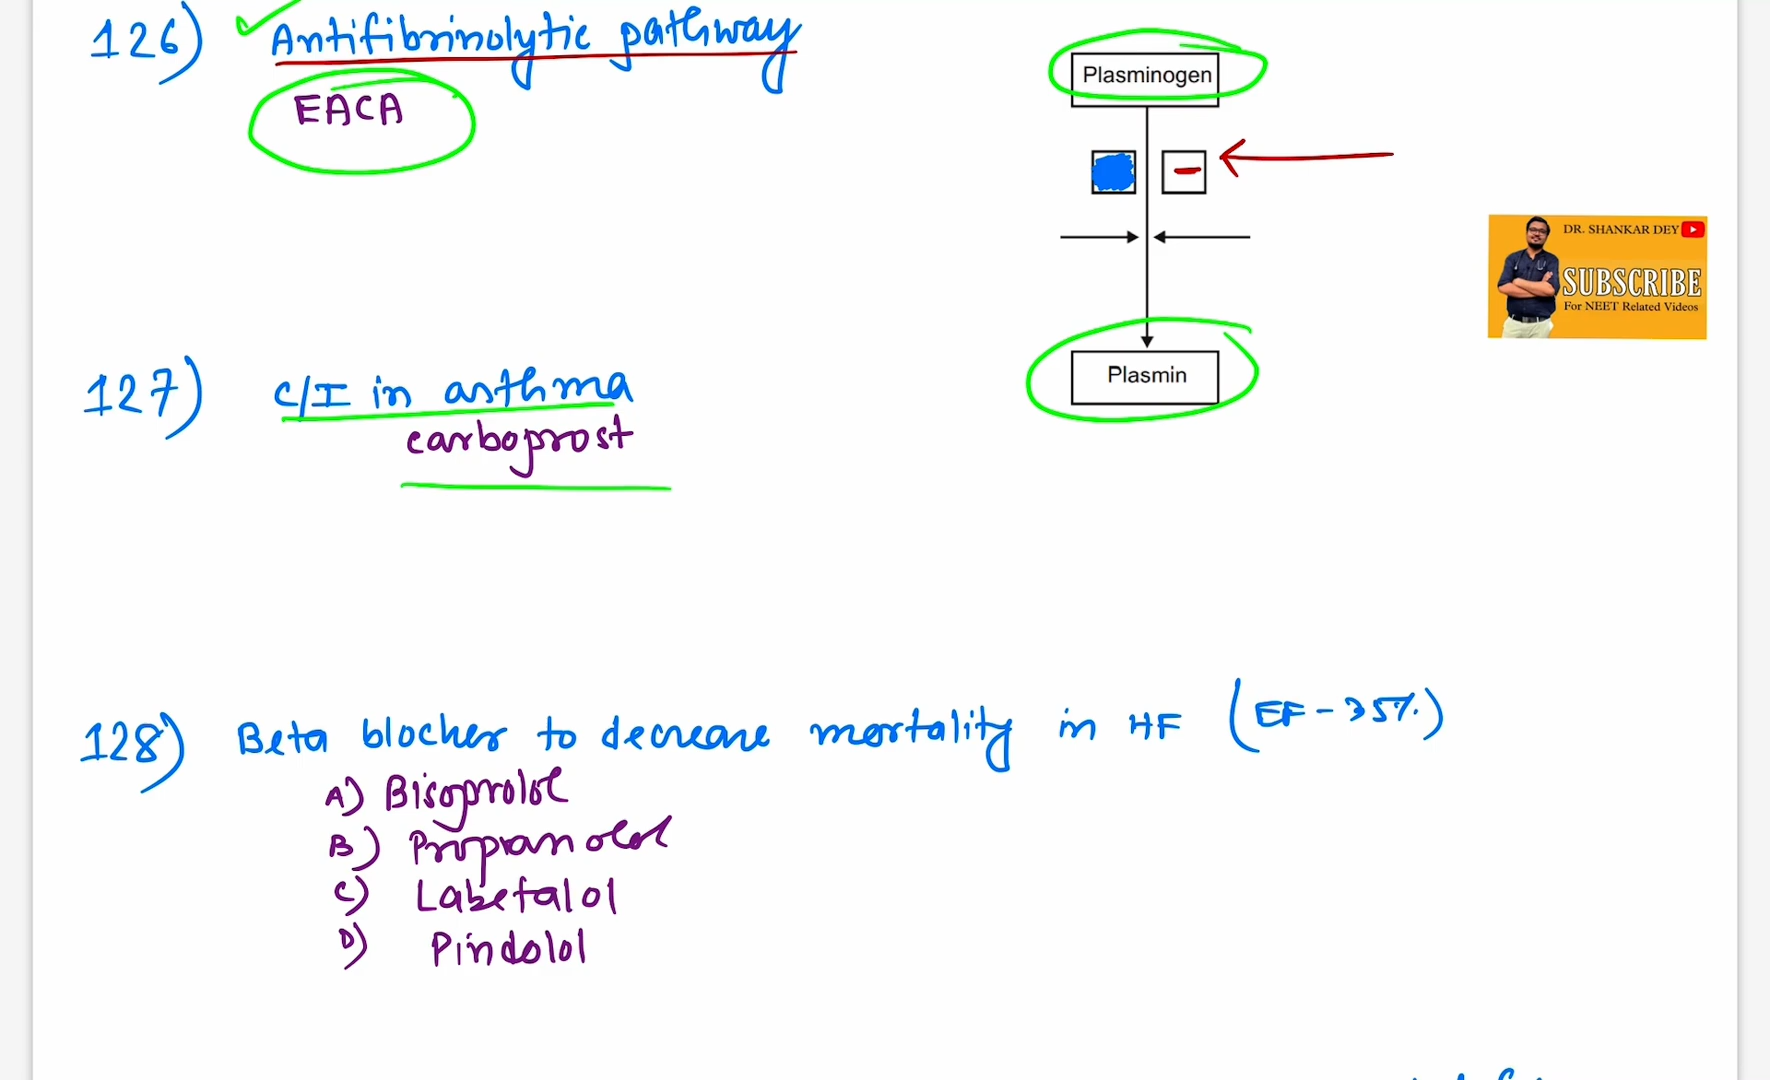 126) Antifibrinolytic pathway
EACA
Plasminogen
-
Plasmin
DR. SHANKAR DEY
SUBSCRIBE
For NEET Related Videos
127) C/I in asthma
carboprost
128) Beta blocker to decrease mortality in HF (EF-35%)
A) Bisoprolol
B) Propranolol
C) Labetalol
D) Pindolol